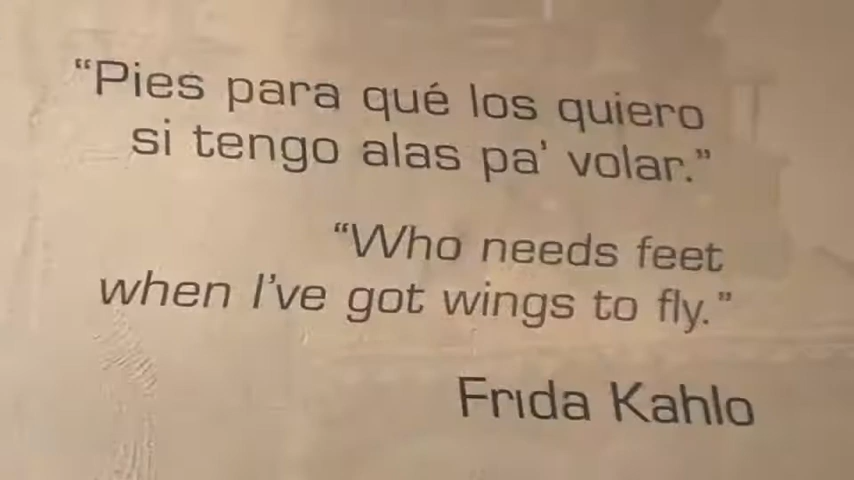 “Pies para qué los quiero
si tengo alas pa' volar.”
“Who needs feet
when I've got wings to fly.”
Frida Kahlo